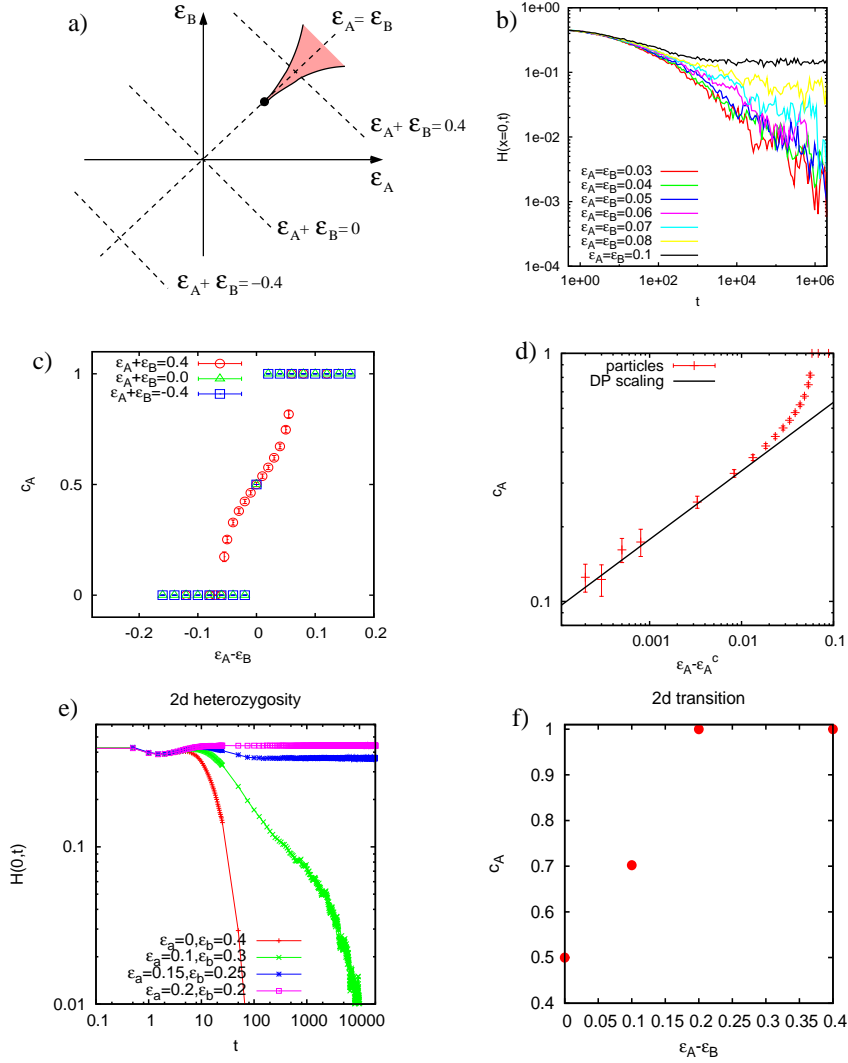 a)
ε_B
ε_A= ε_B
ε_A+ ε_B=0.4
ε_A
ε_A+ ε_B=0
ε_A+ ε_B=−0.4
b)
1e+00
1e-01
1e-02
1e-03
1e-04
H(x=0,t)
ε_A=ε_B=0.03
ε_A=ε_B=0.04
ε_A=ε_B=0.05
ε_A=ε_B=0.06
ε_A=ε_B=0.07
ε_A=ε_B=0.08
ε_A=ε_B=0.1
1e+00 1e+02 1e+04 1e+06
t
c)
ε_A+ε_B=0.4
ε_A+ε_B=0.0
ε_A+ε_B=-0.4
1
0.5
0
c_A
-0.2 -0.1 0 0.1 0.2
ε_A-ε_B
d)
particles
DP scaling
1
0.1
c_A
0.001 0.01 0.1
ε_A-ε_A^c
e)
2d heterozygosity
0.1
0.01
H(0,t)
ε_a=0,ε_b=0.4
ε_a=0.1,ε_b=0.3
ε_a=0.15,ε_b=0.25
ε_a=0.2,ε_b=0.2
0.1 1 10 100 1000 10000
t
f)
2d transition
1
0.9
0.8
0.7
0.6
0.5
0.4
c_A
0 0.05 0.1 0.15 0.2 0.25 0.3 0.35 0.4
ε_A-ε_B